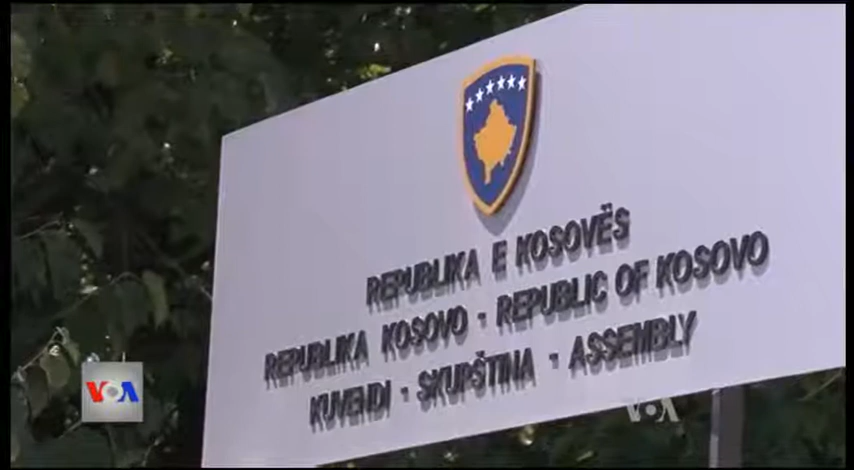 REPUBLIKA E KOSOVËS
REPUBLIKA KOSOVO - REPUBLIC OF KOSOVO
KUVENDI - SKUPŠTINA - ASSEMBLY
VOA
VOA